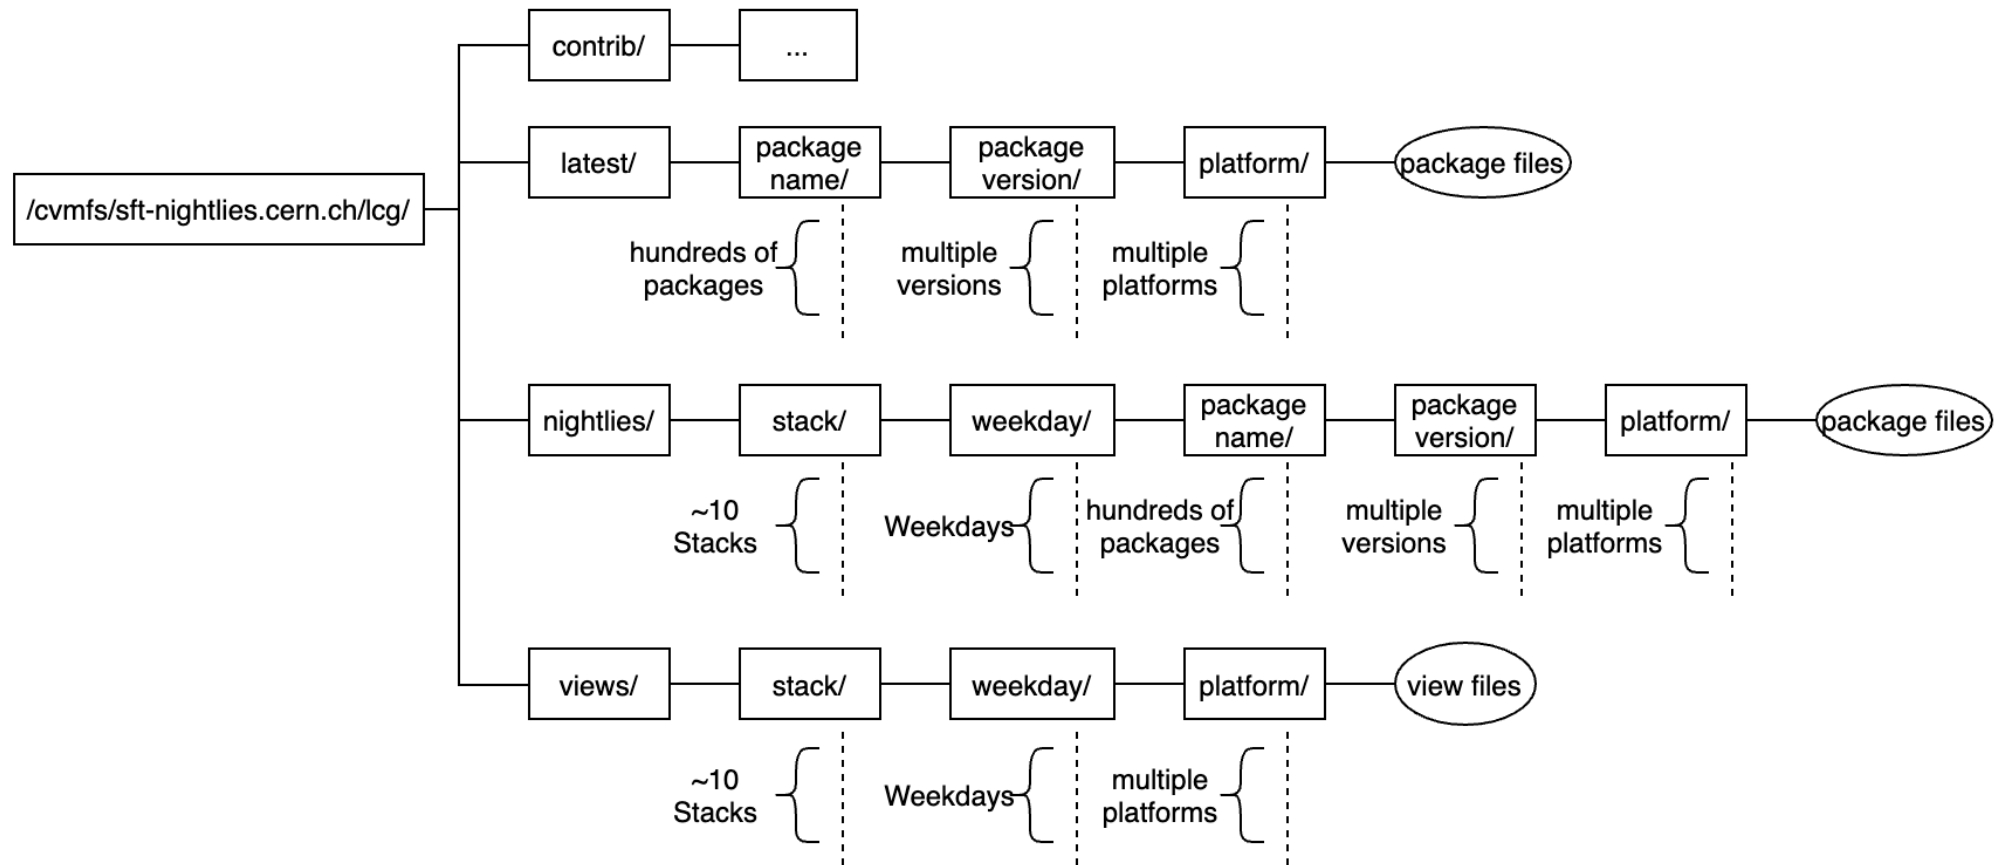 contrib/
...
latest/
package
name/
package
version/
platform/
package files
/cvmfs/sft-nightlies.cern.ch/lcg/
hundreds of
packages
multiple
versions
multiple
platforms
nightlies/
stack/
weekday/
package
name/
package
version/
platform/
package files
~10
Stacks
Weekdays
hundreds of
packages
multiple
versions
multiple
platforms
views/
stack/
weekday/
platform/
view files
~10
Stacks
Weekdays
multiple
platforms